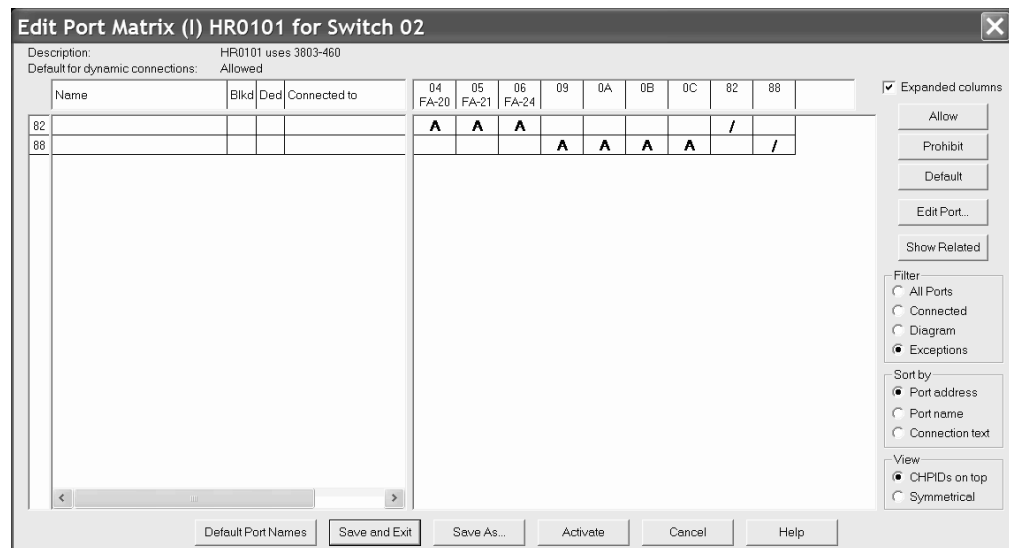 Edit Port Matrix (I) HR0101 for Switch 02
Description: HR0101 uses 3803-460
Default for dynamic connections: Allowed
Name Blkd Ded Connected to
04 05 06 09 0A 0B 0C 82 88
FA-20 FA-21 FA-24
82 A A A /
88 A A A A /
Expanded columns
Allow
Prohibit
Default
Edit Port...
Show Related
Filter
All Ports
Connected
Diagram
Exceptions
Sort by
Port address
Port name
Connection text
View
CHPIDs on top
Symmetrical
Default Port Names Save and Exit Save As... Activate Cancel Help